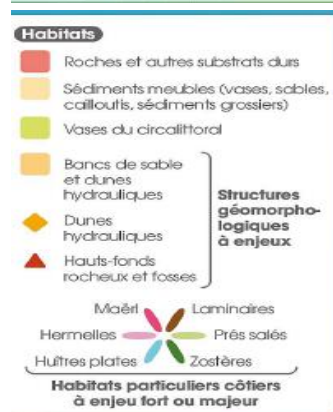 Habitats
Roches et autres substrats durs
Sédiments meubles (vases, sables,
cailloutis, sédiments grossiers)
Vases du circalittoral
Bancs de sable
et dunes
hydrauliques
Dunes
hydrauliques
Hauts-fonds
rocheux et fosses
Structures
géomorpho-
logiques
à enjeux
Maërl
Laminaires
Hermelles
Prés salés
Huîtres plates
Zostères
Habitats particuliers côtiers
à enjeu fort ou majeur